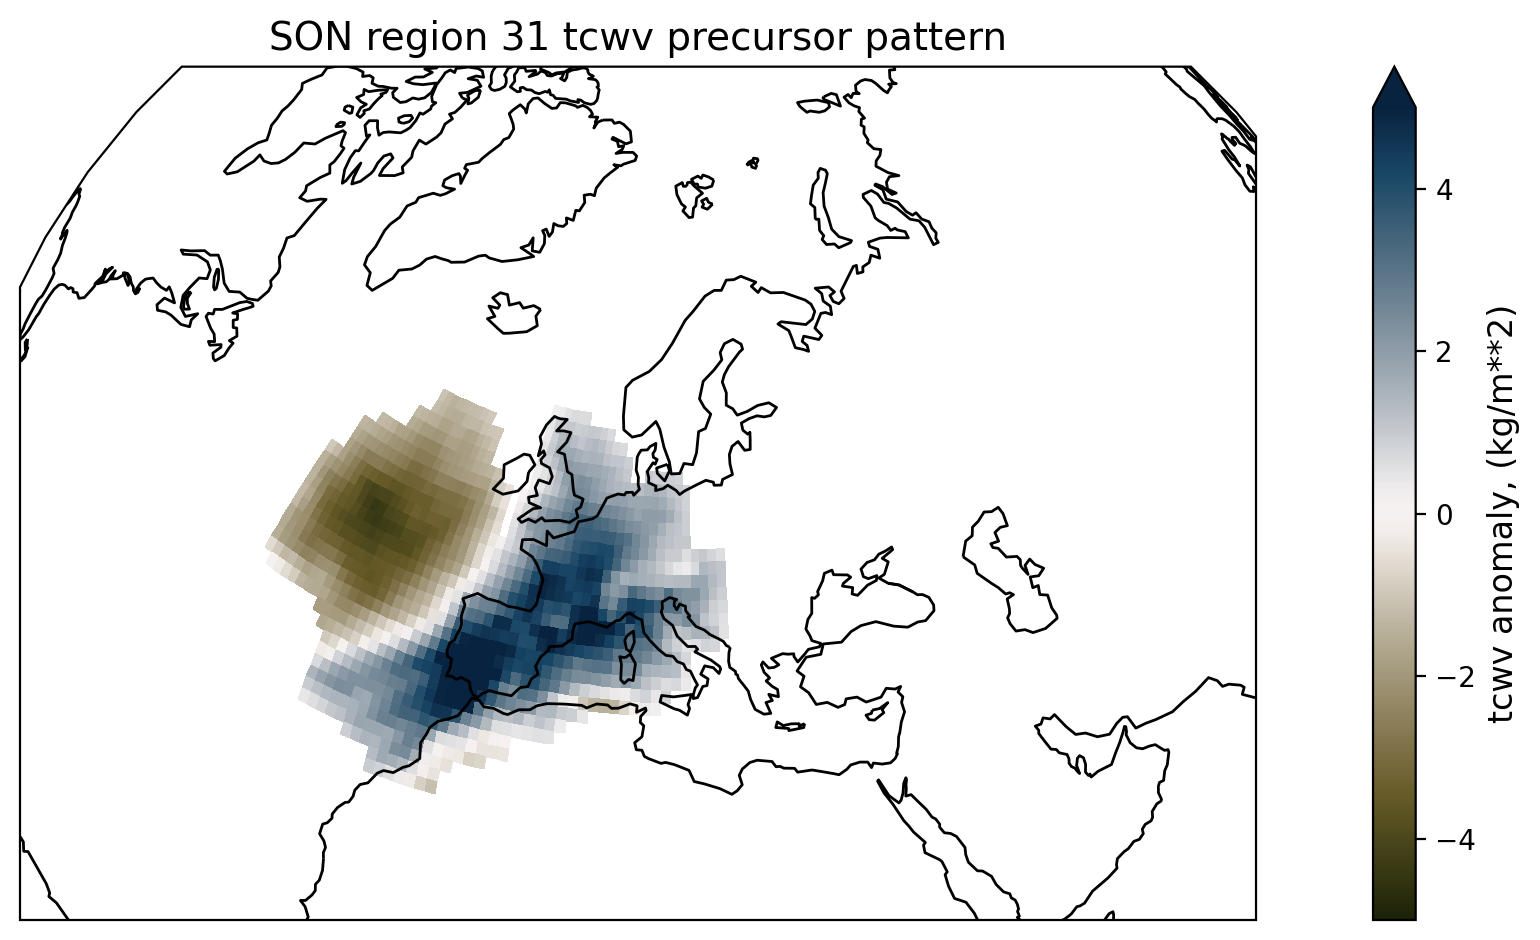 SON region 31 tcwv precursor pattern
4
2
0
−2
−4
tcwv anomaly, (kg/m**2)